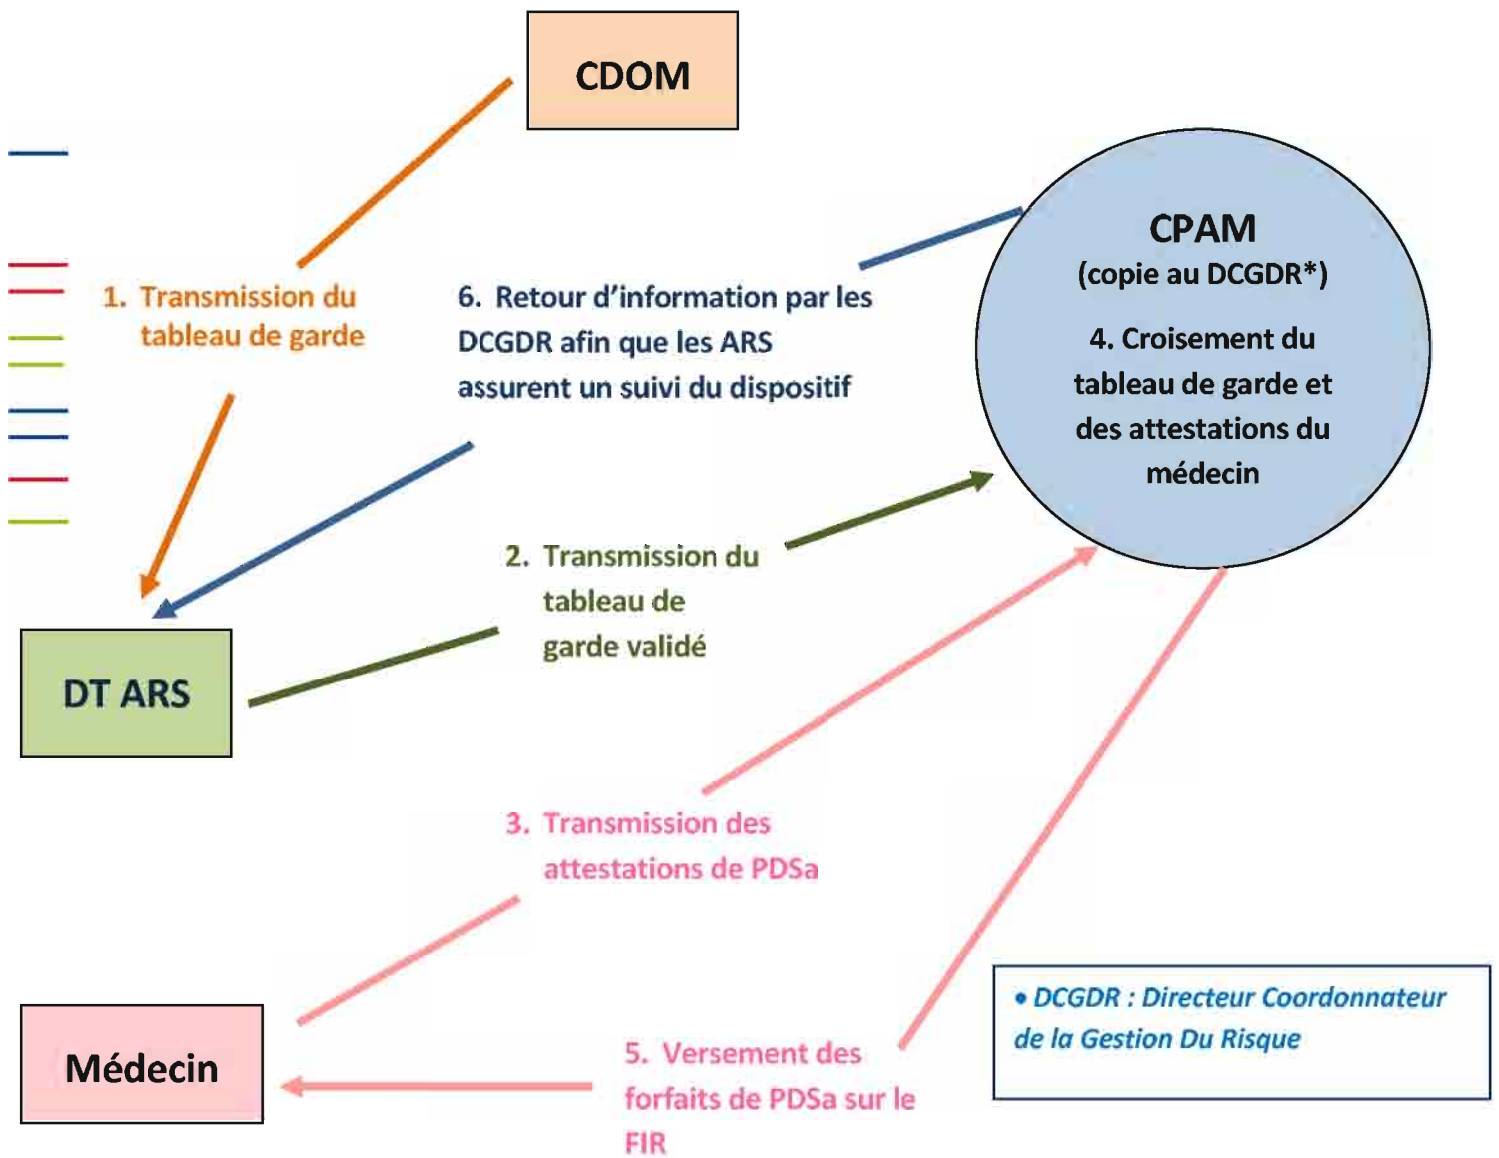 CDOM
CPAM
(copie au DCGDR*)
4. Croisement du
tableau de garde et
des attestations du
médecin
1. Transmission du
tableau de garde
6. Retour d'information par les
DCGDR afin que les ARS
assurent un suivi du dispositif
2. Transmission du
tableau de
garde validé
DT ARS
3. Transmission des
attestations de PDSa
Médecin
5. Versement des
forfaits de PDSa sur le
FIR
• DCGDR : Directeur Coordonnateur
de la Gestion Du Risque